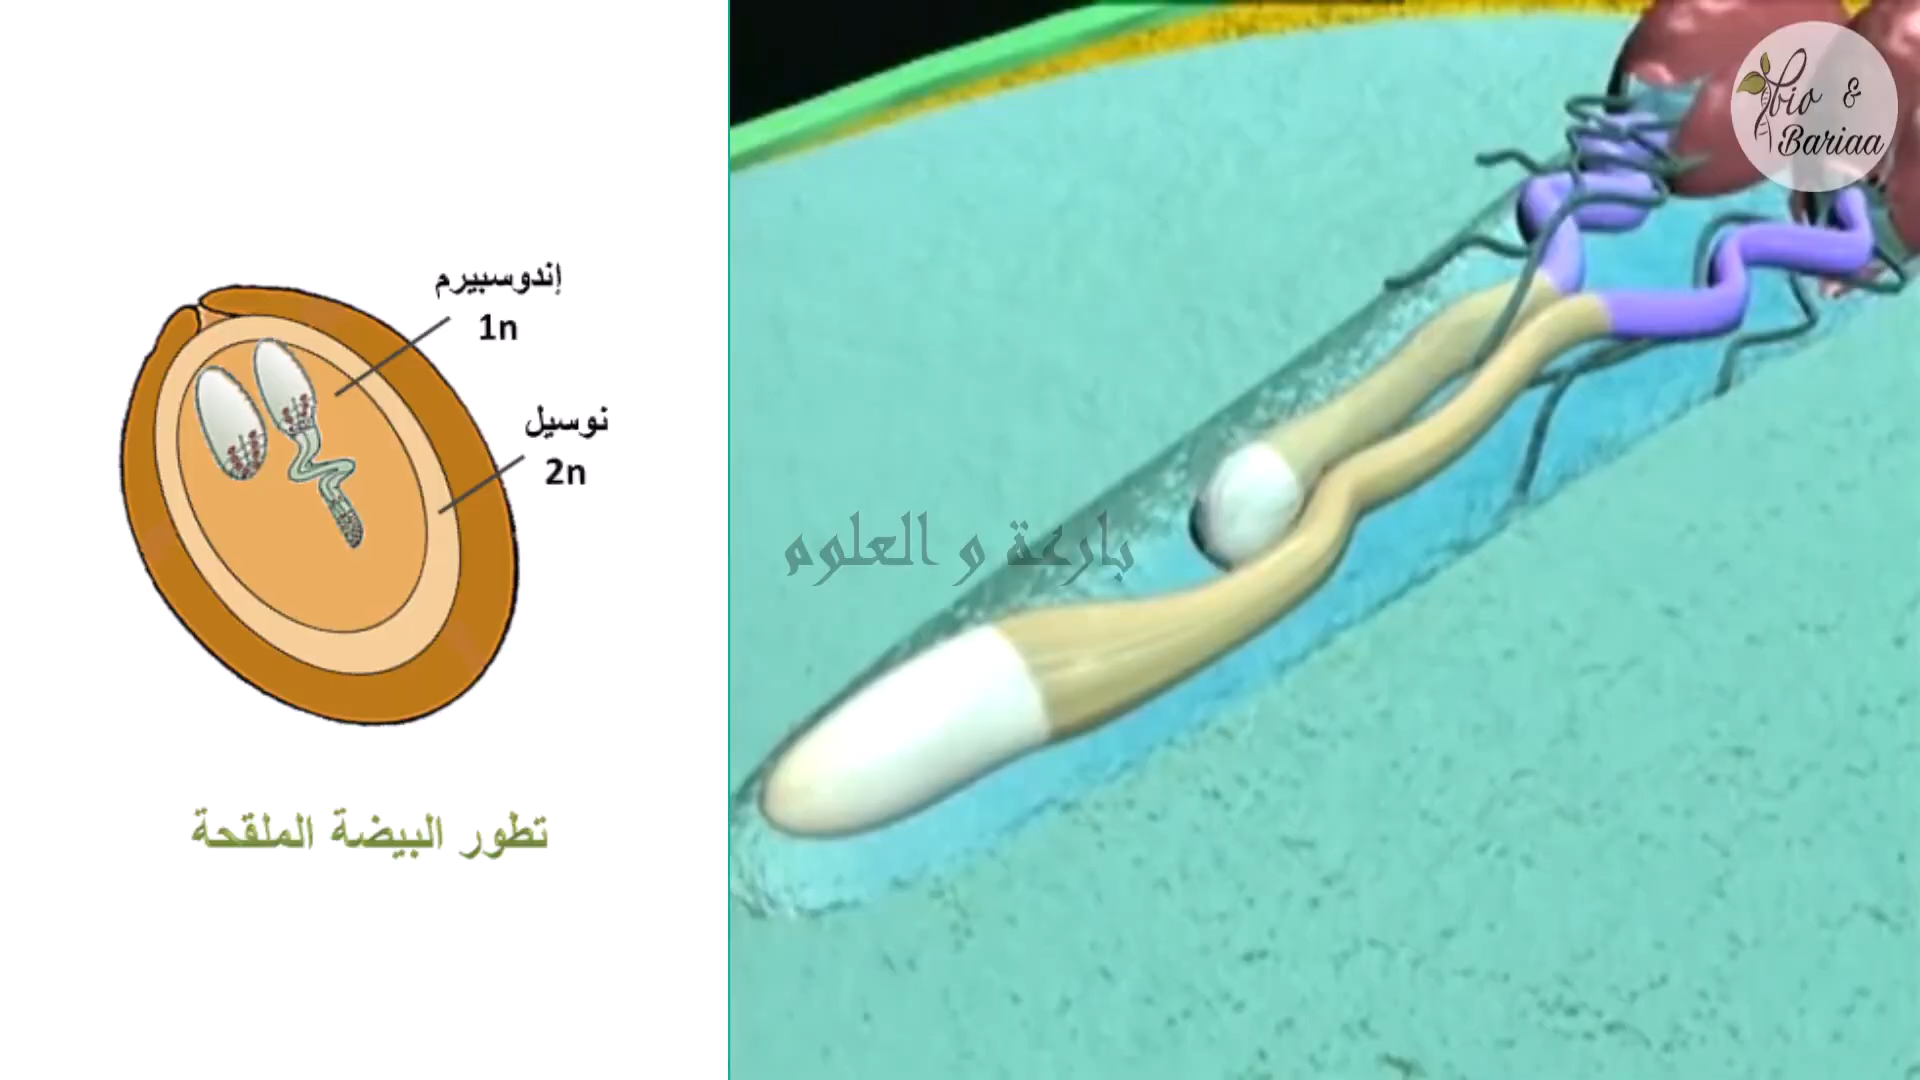 إندوسبيرم
1n
نوسيل
2n
تطور البيضة الملقحة
بارعة و العلوم
bio &
Bariaa